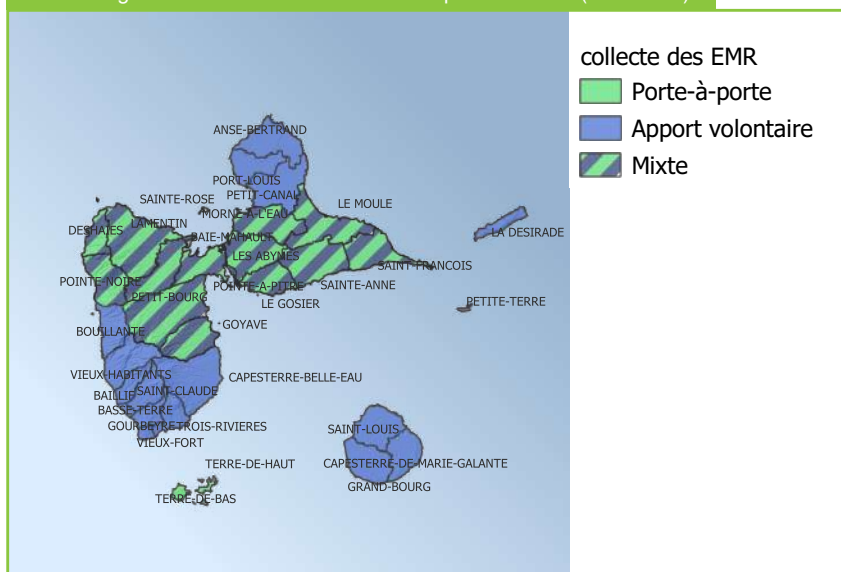 collecte des EMR
Porte-à-porte
Apport volontaire
Mixte
ANSE-BERTRAND
PORT-LOUIS
PETIT-CANAL
SAINTE-ROSE
LE MOULE
MORNE-A-L'EAU
LAMENTIN
DESHAIES
LA DESIRADE
BAIE-MAHAULT
LES ABYMES
SAINT-FRANCOIS
POINTE-NOIRE
POINTE-A-PITRE
SAINTE-ANNE
PETIT-BOURG
LE GOSIER
PETITE-TERRE
GOYAVE
BOUILLANTE
VIEUX-HABITANTS
CAPESTERRE-BELLE-EAU
SAINT-CLAUDE
BAILLIF
BASSE-TERRE
GOURBEYRE
TROIS-RIVIERES
SAINT-LOUIS
VIEUX-FORT
TERRE-DE-HAUT
CAPESTERRE-DE-MARIE-GALANTE
GRAND-BOURG
TERRE-DE-BAS